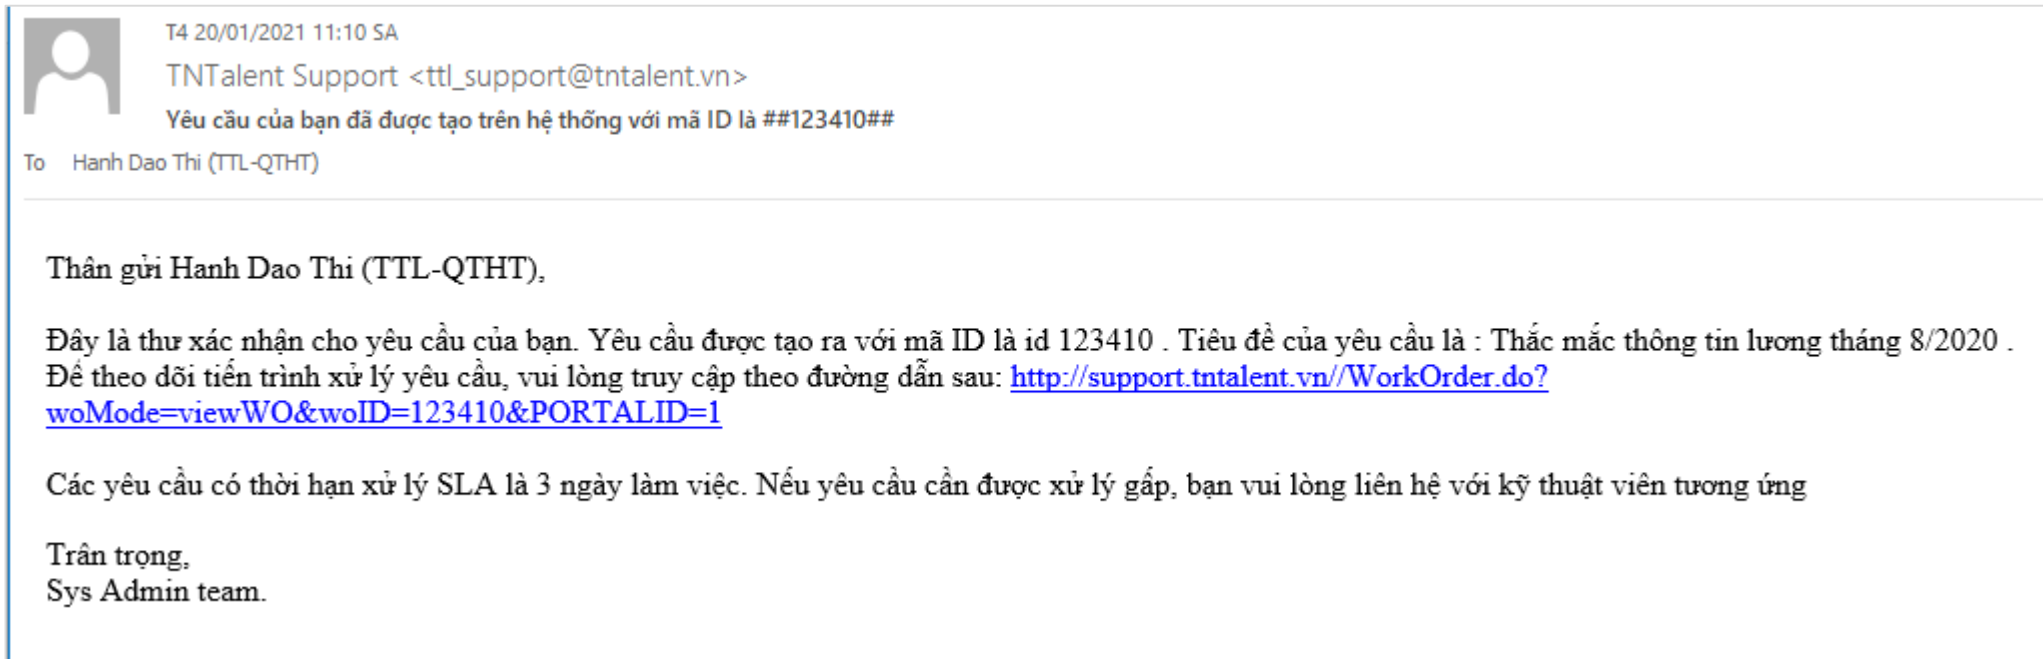 T4 20/01/2021 11:10 SA
TNTalent Support <ttl_support@tntalent.vn>
Yêu cầu của bạn đã được tạo trên hệ thống với mã ID là ##123410##
To Hanh Dao Thi (TTL-QTHT)
Thân gửi Hanh Dao Thi (TTL-QTHT),
Đây là thư xác nhận cho yêu cầu của bạn. Yêu cầu được tạo ra với mã ID là id 123410 . Tiêu đề của yêu cầu là : Thắc mắc thông tin lương tháng 8/2020 .
Để theo dõi tiến trình xử lý yêu cầu, vui lòng truy cập theo đường dẫn sau: http://support.tntalent.vn//WorkOrder.do?
woMode=viewWO&woID=123410&PORTALID=1
Các yêu cầu có thời hạn xử lý SLA là 3 ngày làm việc. Nếu yêu cầu cần được xử lý gấp, bạn vui lòng liên hệ với kỹ thuật viên tương ứng
Trân trọng,
Sys Admin team.